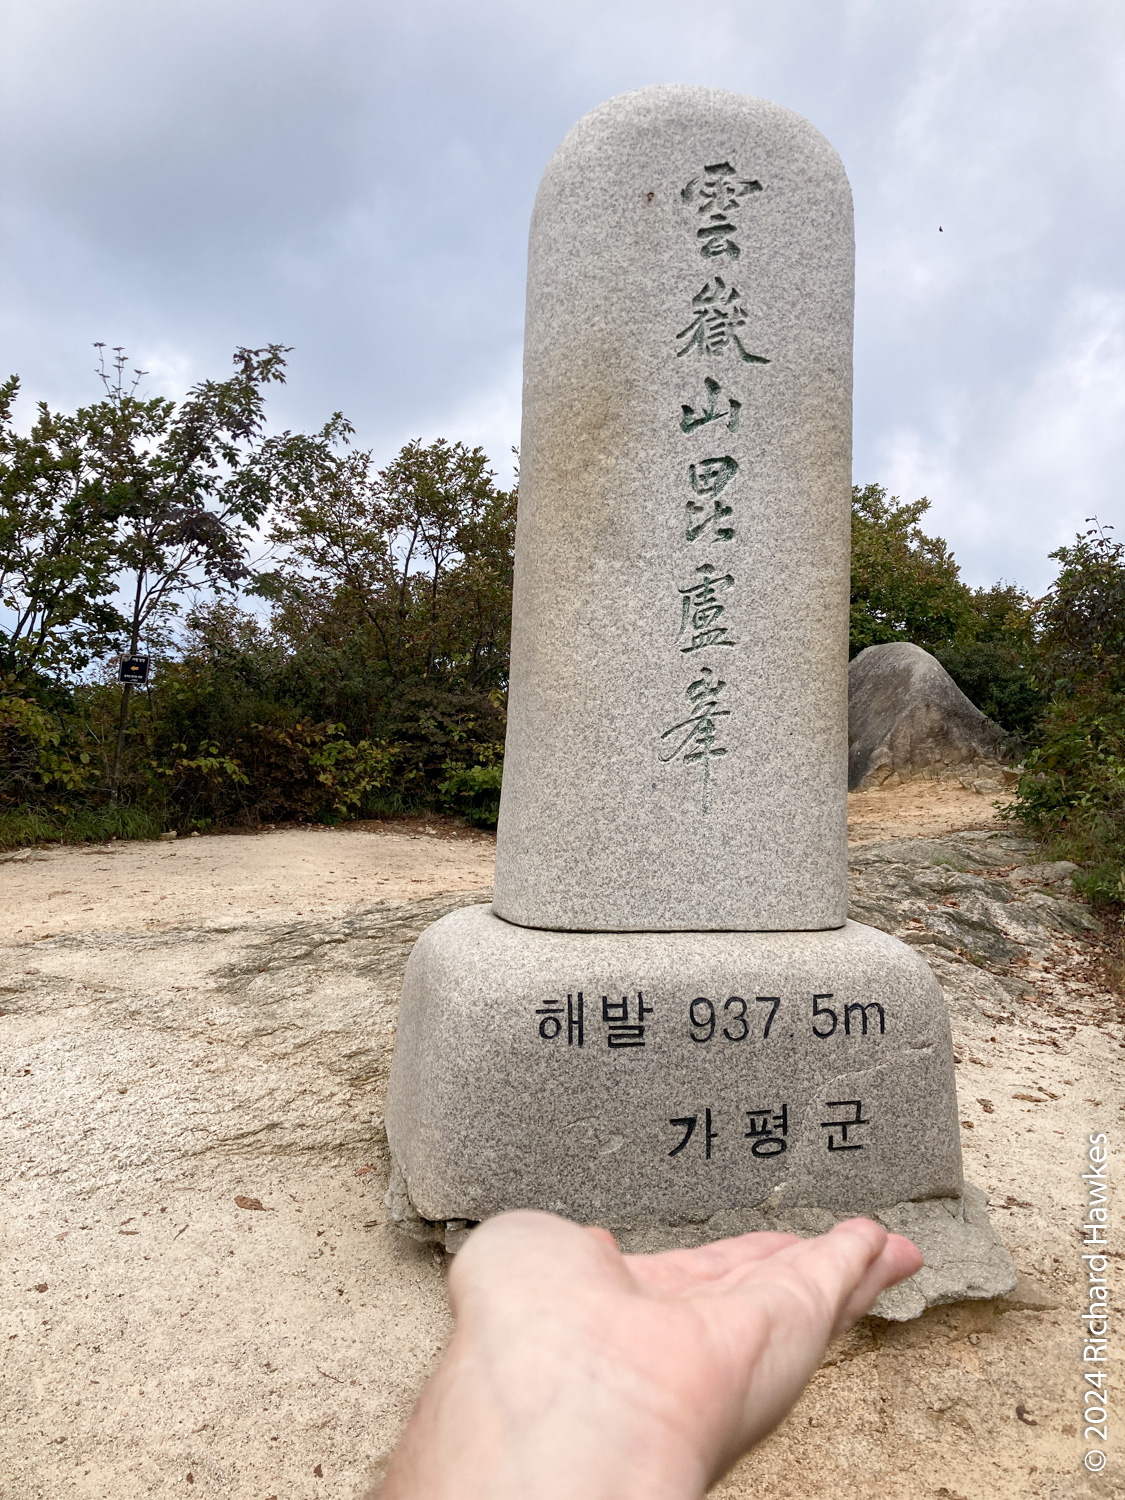 雲嶽山毘盧峯
해발 937.5m
가평군
© 2024 Richard Hawkes